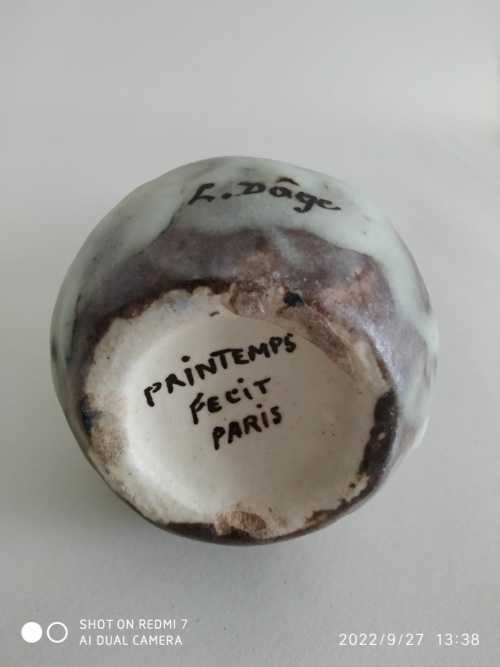 L. Dâge
PRiNTEMPS
FECIT
PARiS
SHOT ON REDMI 7
AI DUAL CAMERA
2022/9/27 13:38